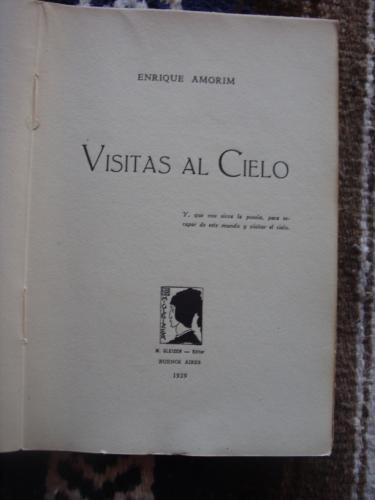 ENRIQUE AMORIM
VISITAS AL CIELO
Y, que nos sirva la poesía, para es-
capar de este mundo y visitar el cielo.
M. GLEIZER — Editor
BUENOS AIRES
1929